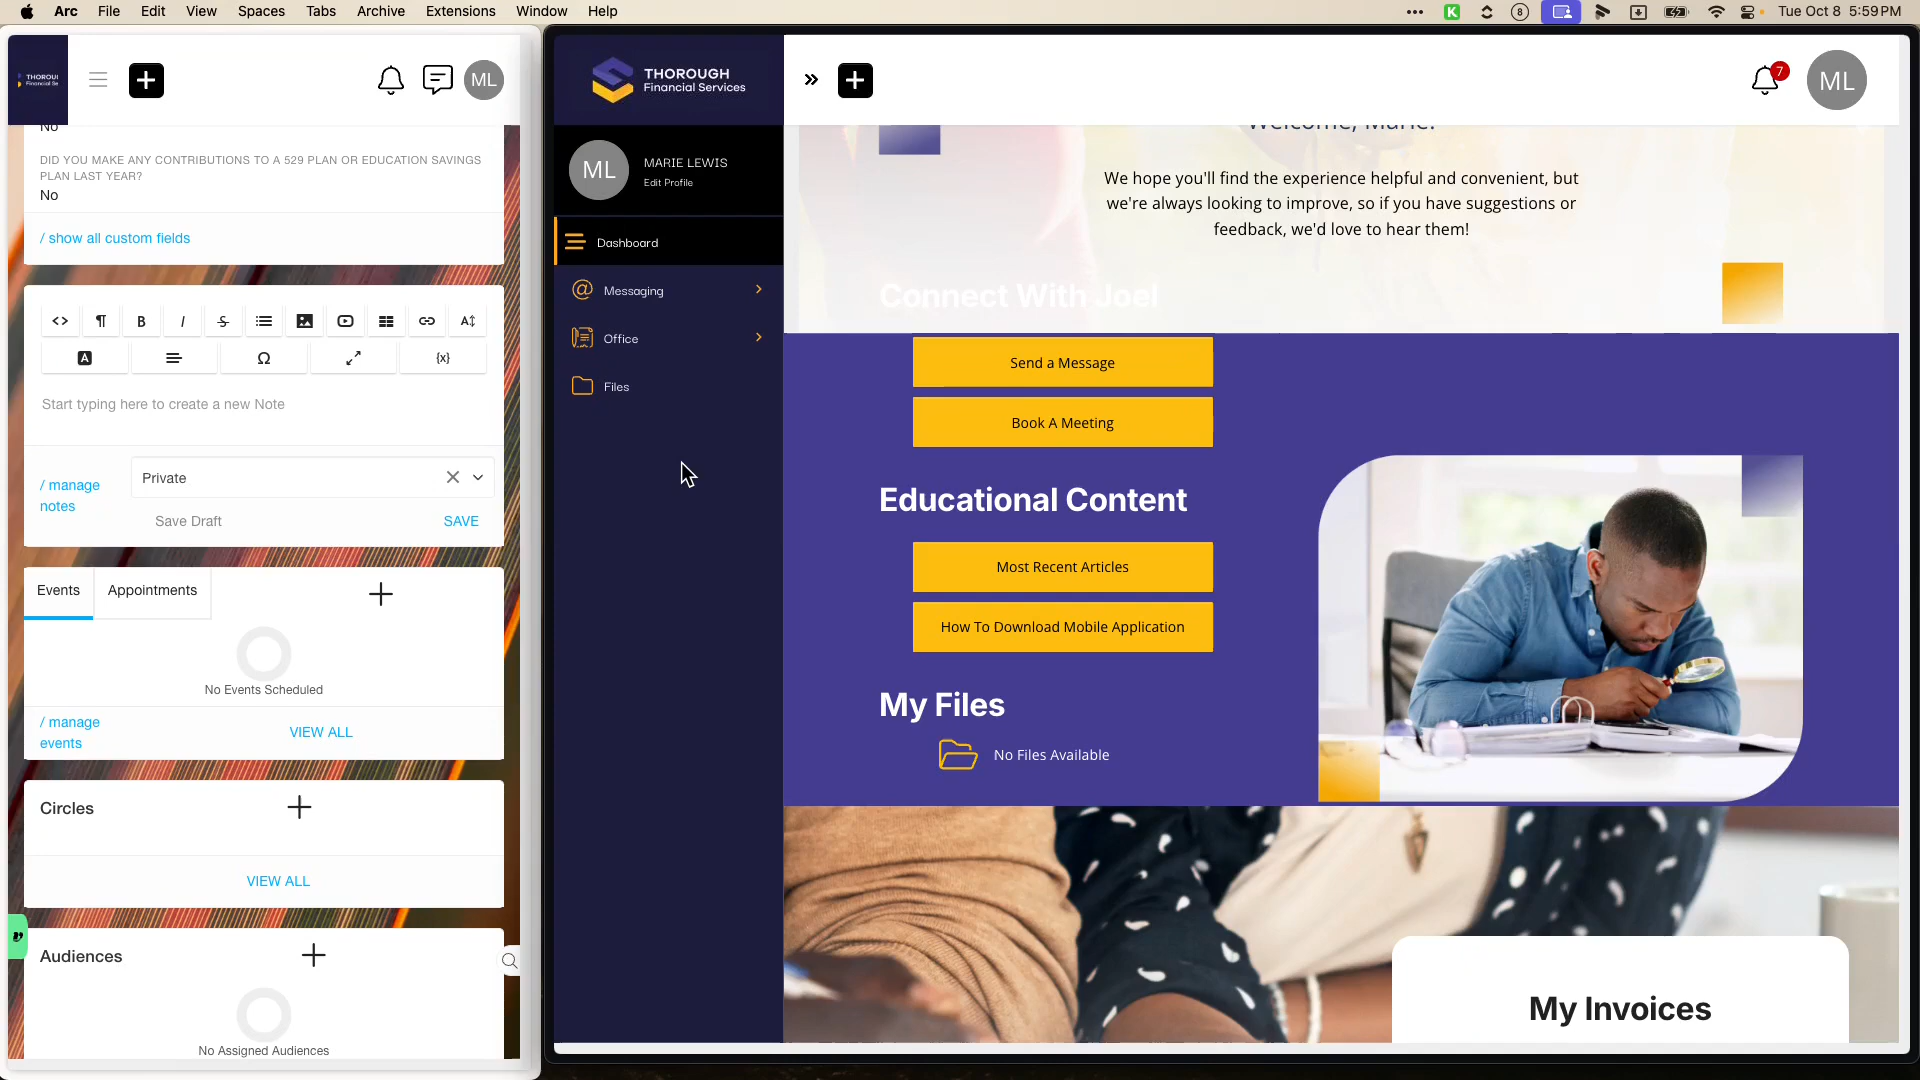 Arc File Edit View Spaces Tabs Archive Extensions Window Help
8
Tue Oct 8 5:59 PM
ML
No
DID YOU MAKE ANY CONTRIBUTIONS TO A 529 PLAN OR EDUCATION SAVINGS
PLAN LAST YEAR?
No
/ show all custom fields
Start typing here to create a new Note
/ manage
notes
Private
Save Draft
SAVE
Events
Appointments
No Events Scheduled
/ manage
events
VIEW ALL
Circles
VIEW ALL
Audiences
No Assigned Audiences
THOROUGH
Financial Services
7
ML
ML
MARIE LEWIS
Edit Profile
Dashboard
Messaging
Office
Files
Welcome, Marie!
We hope you'll find the experience helpful and convenient, but
we're always looking to improve, so if you have suggestions or
feedback, we'd love to hear them!
Connect With Joel
Send a Message
Book A Meeting
Educational Content
Most Recent Articles
How To Download Mobile Application
My Files
No Files Available
My Invoices